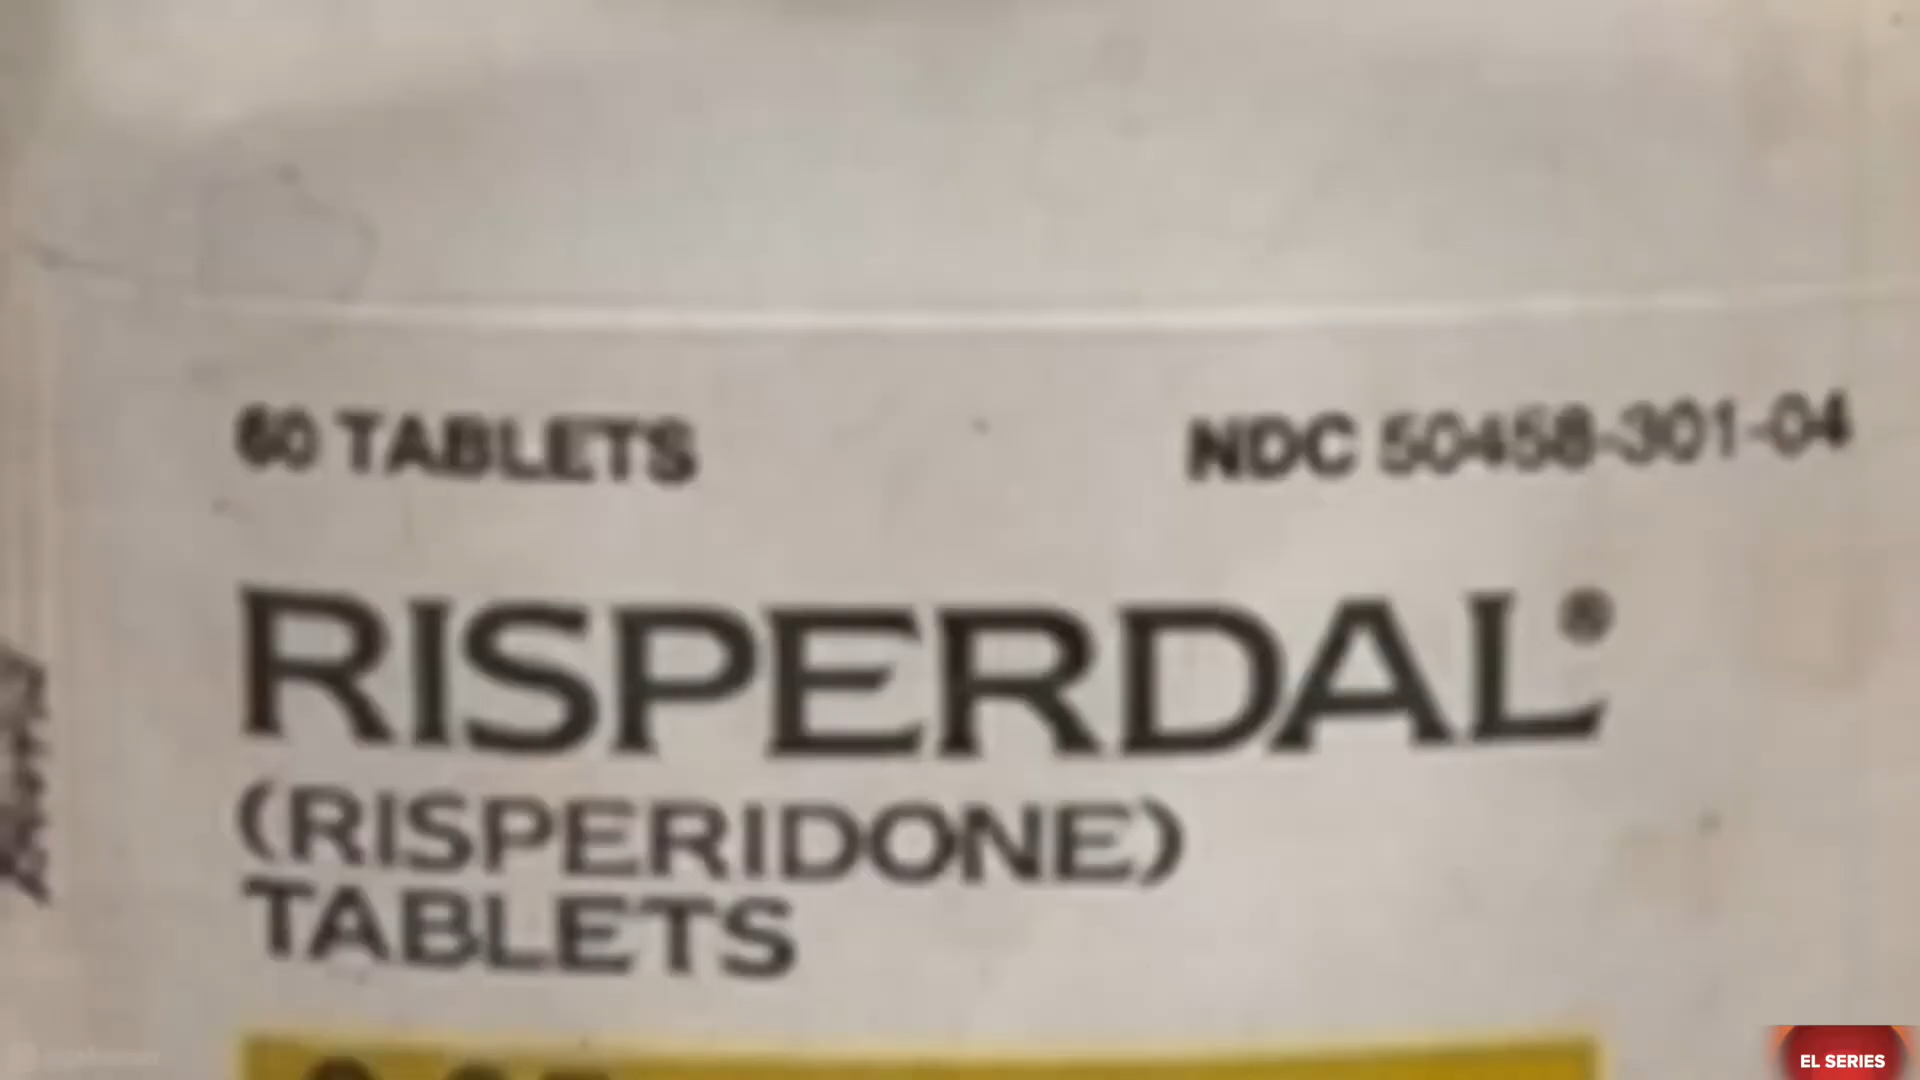 60 TABLETS
NDC 50458-301-04
RISPERDAL®
(RISPERIDONE)
TABLETS
EL SERIES